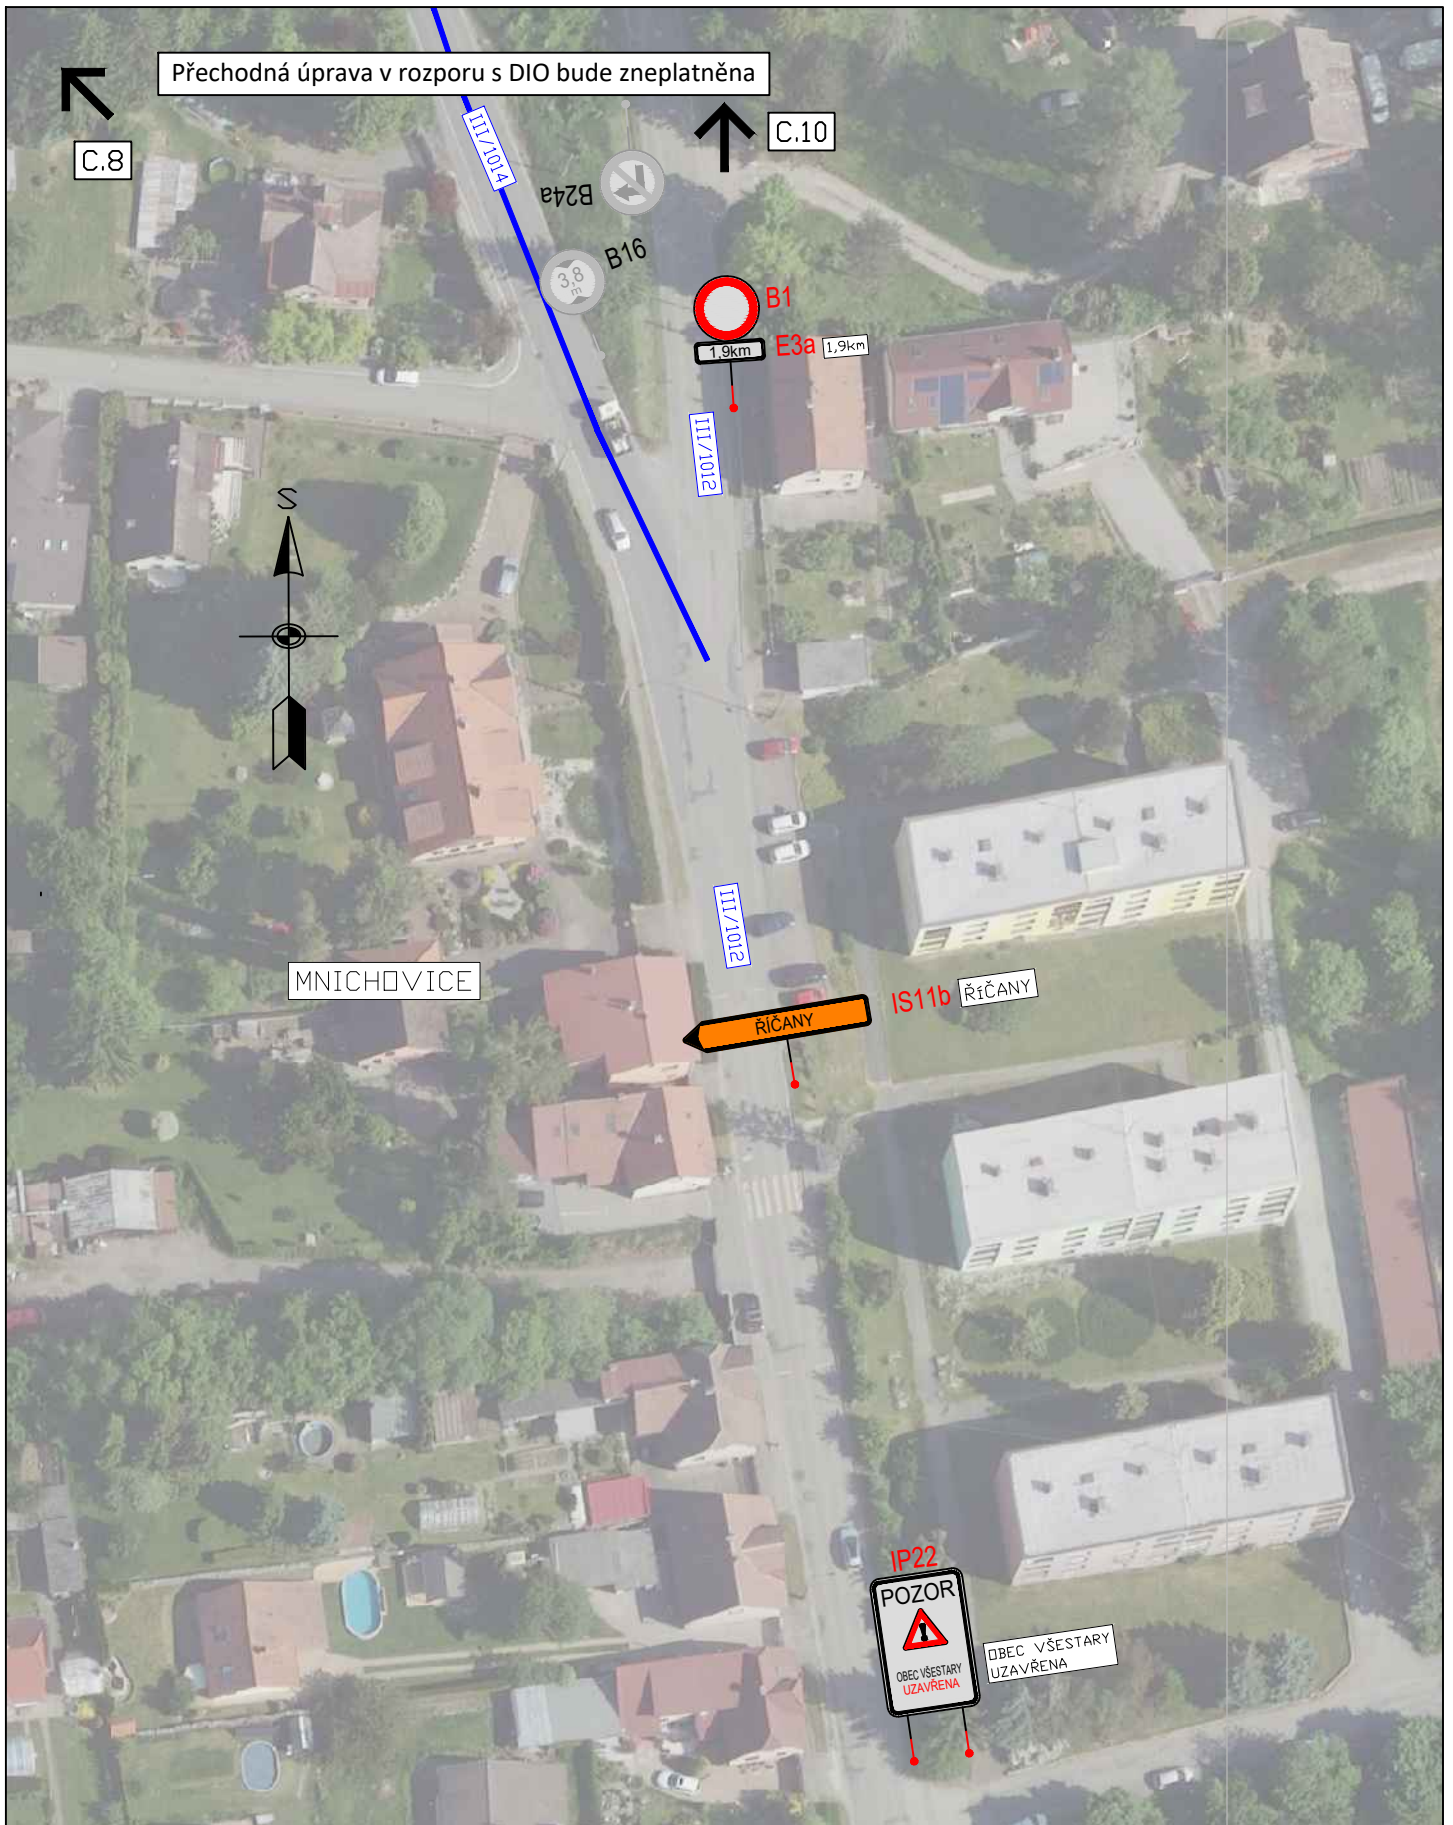 Přechodná úprava v rozporu s DIO bude zneplatněna
C.8
C.10
III/1014
B24a
B16
3,8
m
B1
1,9km
E3a
1,9km
III/1012
S
III/1012
MNICHOVICE
ŘÍČANY
IS11b
ŘÍČANY
IP22
POZOR
OBEC VŠESTARY
UZAVŘENA
OBEC VŠESTARY
UZAVŘENA